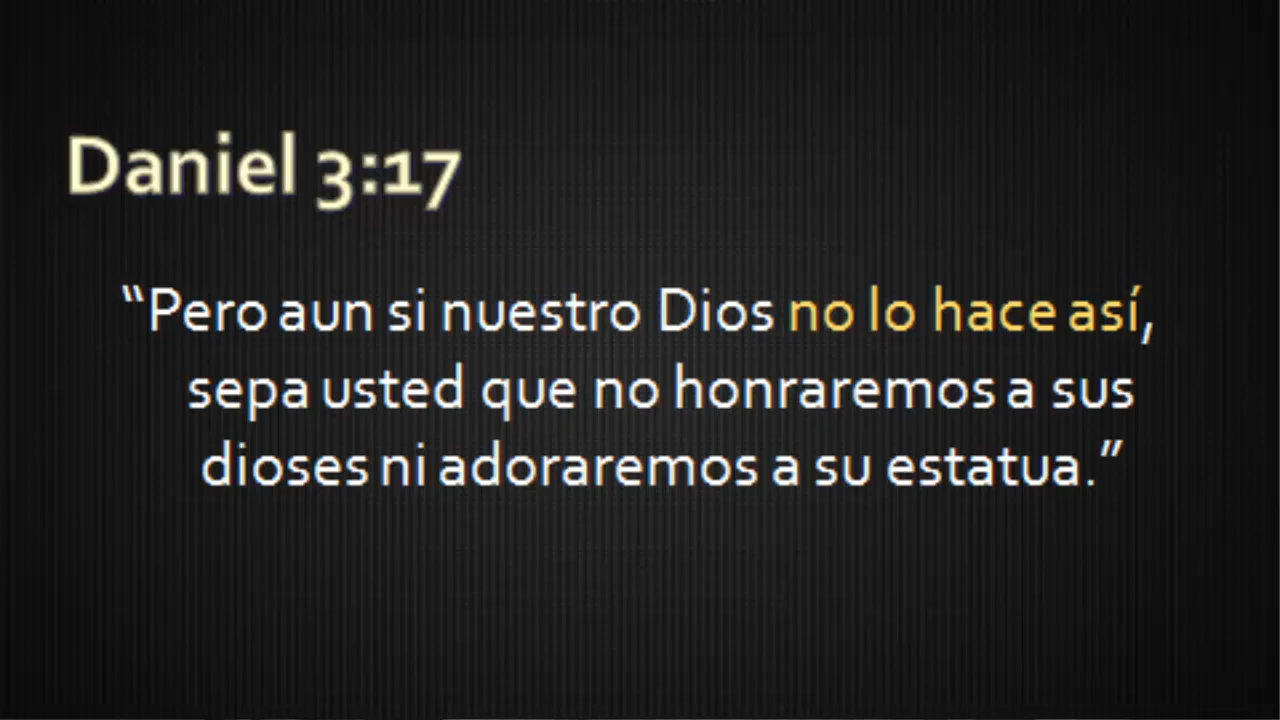 Daniel 3:17
“Pero aun si nuestro Dios no lo hace así,
sepa usted que no honraremos a sus
dioses ni adoraremos a su estatua.”